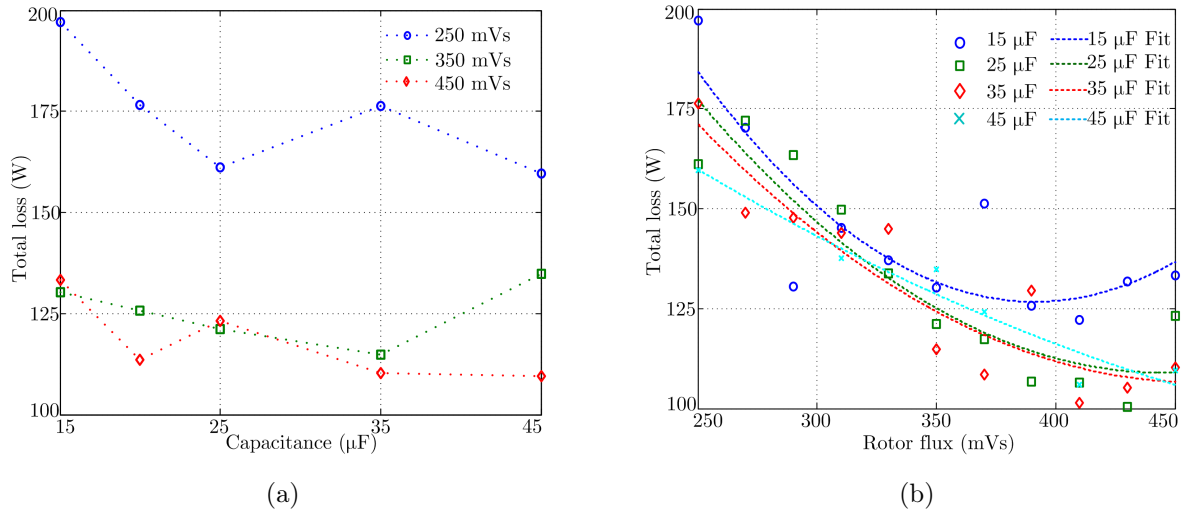 200
175
150
125
100
Total loss (W)
15
25
35
45
Capacitance (μF)
250 mVs
350 mVs
450 mVs
(a)
200
175
150
125
100
Total loss (W)
250
300
350
400
450
Rotor flux (mVs)
15 μF 15 μF Fit
25 μF 25 μF Fit
35 μF 35 μF Fit
45 μF 45 μF Fit
(b)